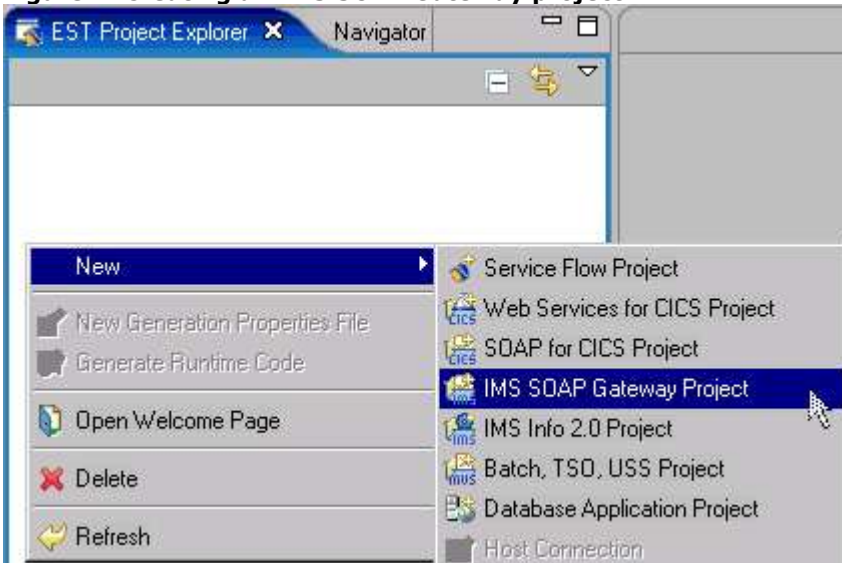 EST Project Explorer
Navigator
New
New Generation Properties File
Generate Runtime Code
Open Welcome Page
Delete
Refresh
Service Flow Project
Web Services for CICS Project
SOAP for CICS Project
IMS SOAP Gateway Project
IMS Info 2.0 Project
Batch, TSO, USS Project
Database Application Project
Host Connection